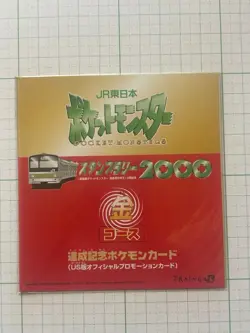 JR東日本
ポケットモンスター
POCKET MONSTERS
スタンプラリー2000
金
コース
達成記念ポケモンカード
(US版オフィシャルプロモーションカード)